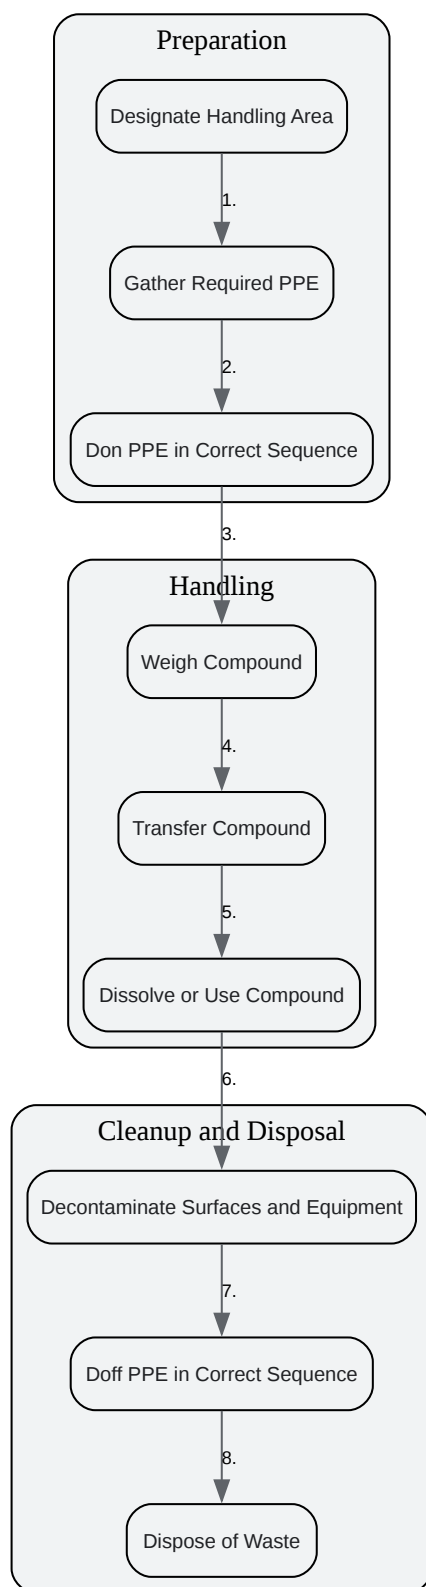 Preparation
Designate Handling Area
1.
Gather Required PPE
2.
Don PPE in Correct Sequence
3.
Handling
Weigh Compound
4.
Transfer Compound
5.
Dissolve or Use Compound
6.
Cleanup and Disposal
Decontaminate Surfaces and Equipment
7.
Doff PPE in Correct Sequence
8.
Dispose of Waste